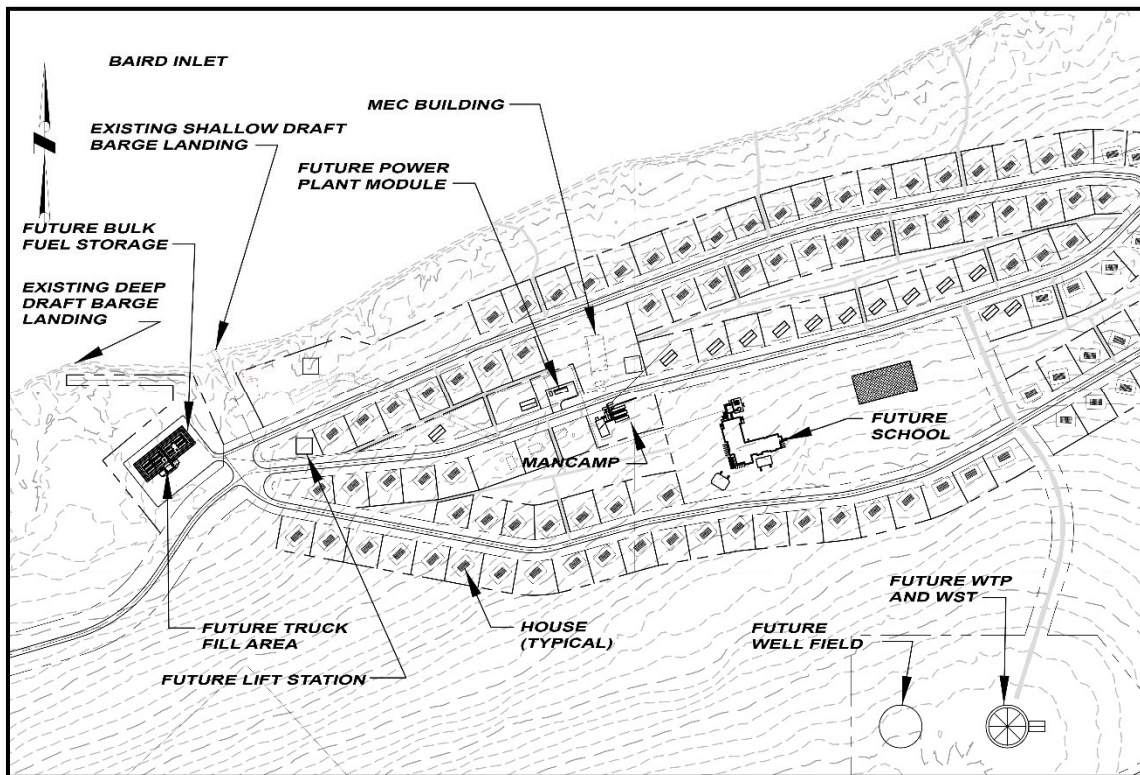 BAIRD INLET
MEC BUILDING
EXISTING SHALLOW DRAFT
BARGE LANDING
FUTURE POWER
PLANT MODULE
FUTURE BULK
FUEL STORAGE
EXISTING DEEP
DRAFT BARGE
LANDING
FUTURE
SCHOOL
MANCAMP
FUTURE WTP
AND WST
FUTURE TRUCK
FILL AREA
HOUSE
(TYPICAL)
FUTURE
WELL FIELD
FUTURE LIFT STATION